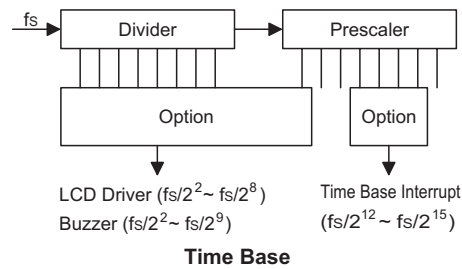 fs
Divider
Prescaler
Option
Option
LCD Driver (fs/2² ~ fs/2⁸)
Buzzer (fs/2² ~ fs/2⁹)
Time Base Interrupt
(fs/2¹² ~ fs/2¹⁵)
Time Base